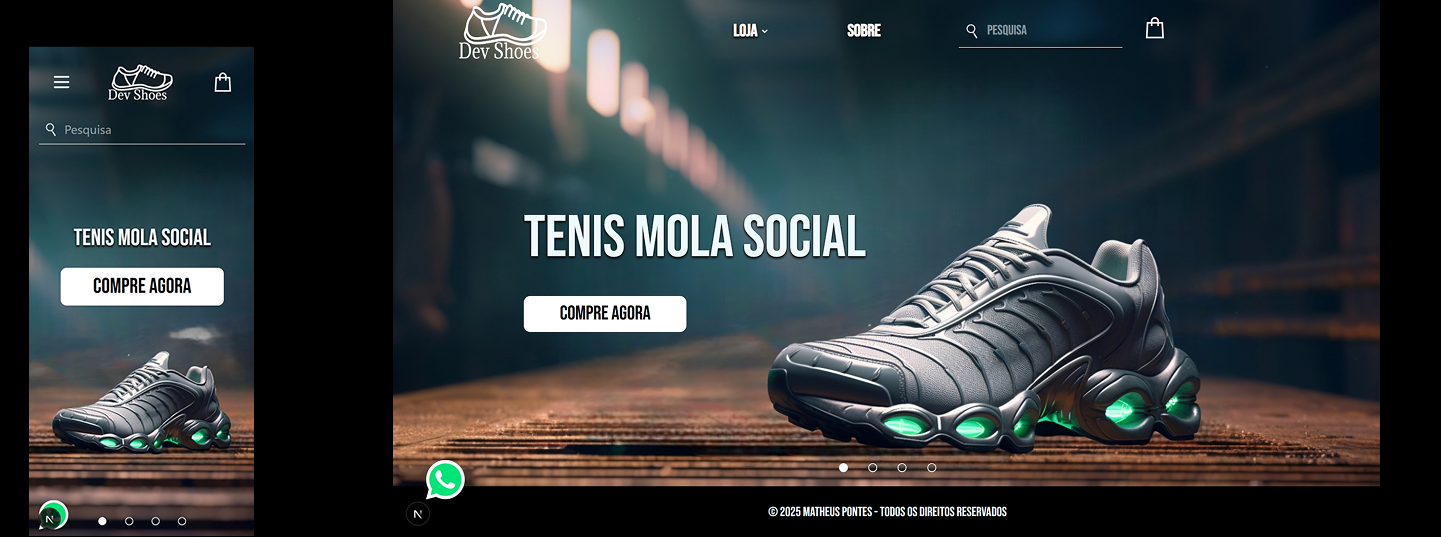 Dev Shoes
Pesquisa
TENIS MOLA SOCIAL
COMPRE AGORA
N
Dev Shoes
LOJA
SOBRE
PESQUISA
TENIS MOLA SOCIAL
COMPRE AGORA
N
© 2025 MATHEUS PONTES - TODOS OS DIREITOS RESERVADOS